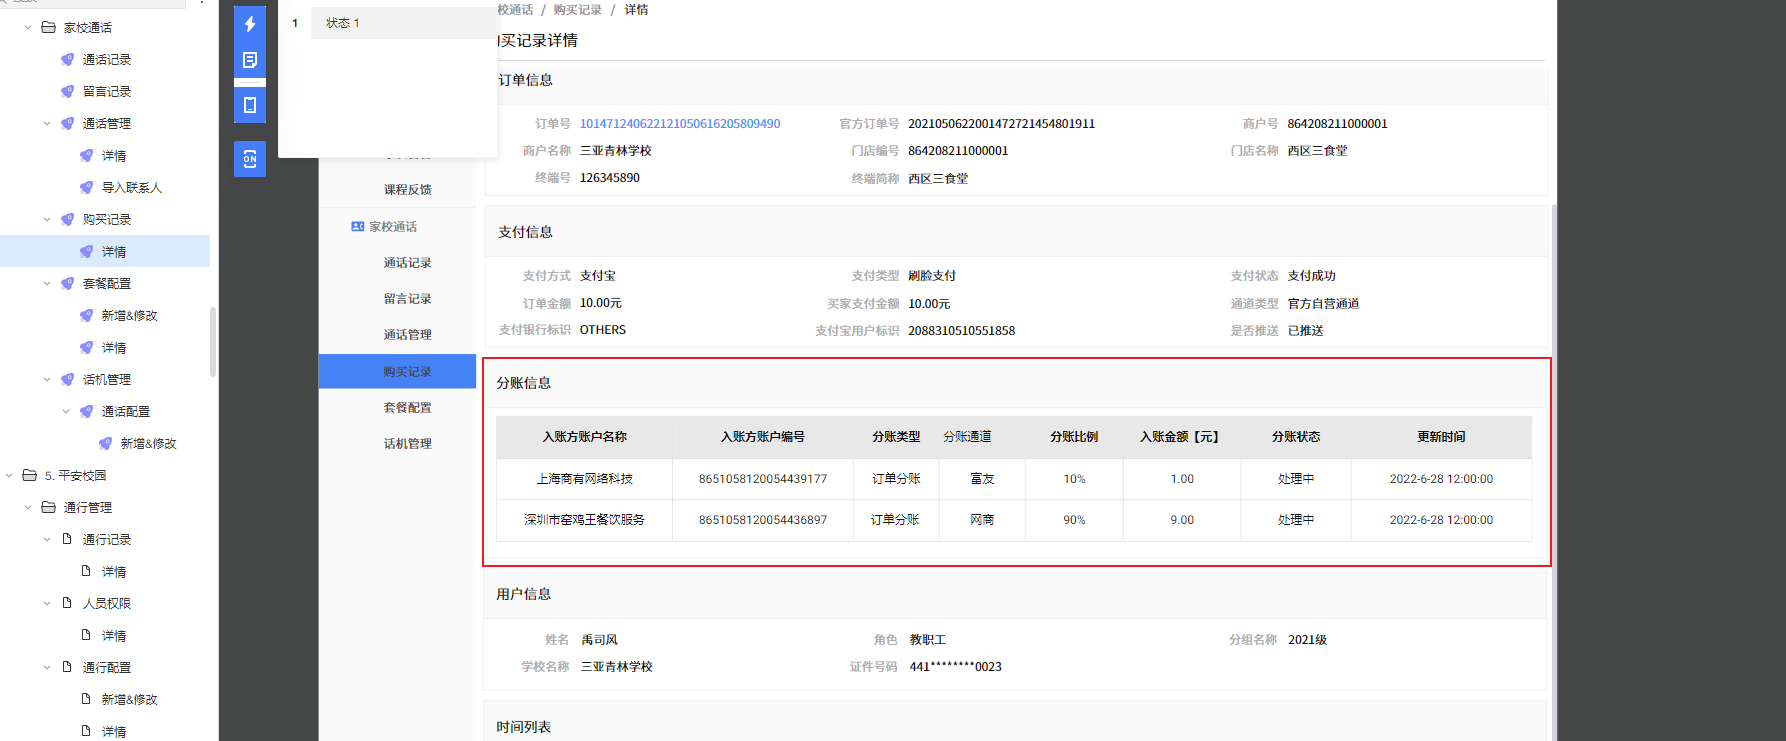 家校通话
通话记录
留言记录
通话管理
详情
导入联系人
购买记录
详情
套餐配置
新增&修改
详情
话机管理
通话配置
新增&修改
5. 平安校园
通行管理
通行记录
详情
人员权限
详情
通行配置
新增&修改
详情
ON
1 状态 1
课程反馈
家校通话
通话记录
留言记录
通话管理
购买记录
套餐配置
话机管理
校通话 / 购买记录 / 详情
购买记录详情
订单信息
订单号 101471240622121050616205809490 官方订单号 2021050622001472721454801911 商户号 864208211000001
商户名称 三亚青林学校 门店编号 864208211000001 门店名称 西区三食堂
终端号 126345890 终端简称 西区三食堂
支付信息
支付方式 支付宝 支付类型 刷脸支付 支付状态 支付成功
订单金额 10.00元 买家支付金额 10.00元 通道类型 官方自营通道
支付银行标识 OTHERS 支付宝用户标识 2088310510551858 是否推送 已推送
分账信息
入账方账户名称 入账方账户编号 分账类型 分账通道 分账比例 入账金额【元】 分账状态 更新时间
上海商有网络科技 8651058120054439177 订单分账 富友 10% 1.00 处理中 2022-6-28 12:00:00
深圳市窑鸡王餐饮服务 8651058120054436897 订单分账 网商 90% 9.00 处理中 2022-6-28 12:00:00
用户信息
姓名 禹司风 角色 教职工 分组名称 2021级
学校名称 三亚青林学校 证件号码 441********0023
时间列表